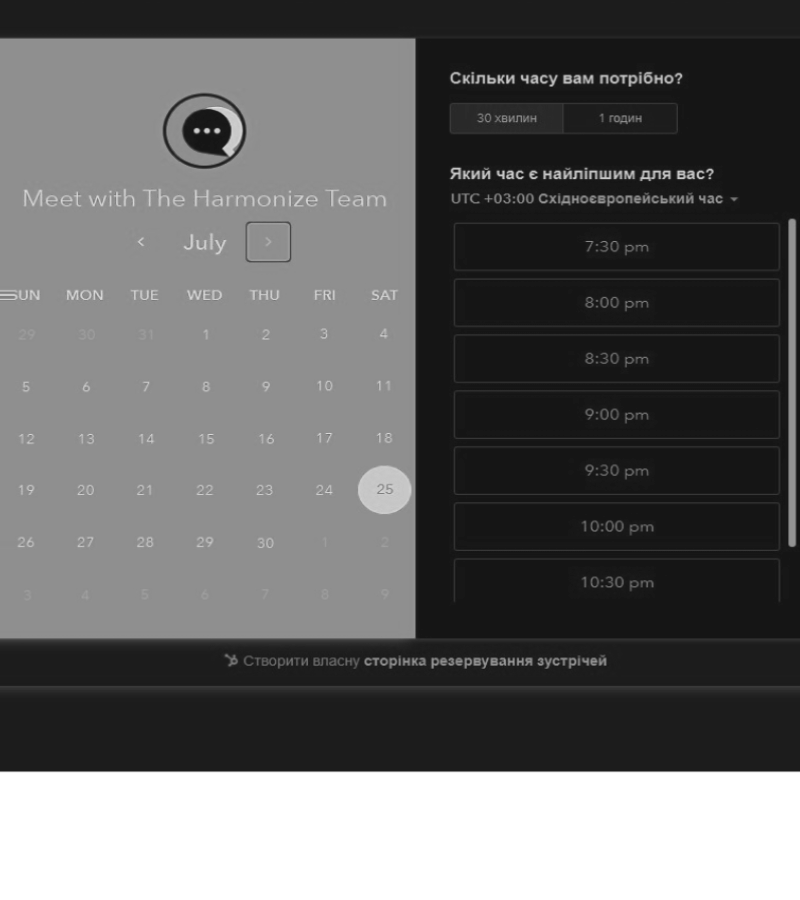 Meet with The Harmonize Team
< July >
SUN MON TUE WED THU FRI SAT
29 30 31 1 2 3 4
5 6 7 8 9 10 11
12 13 14 15 16 17 18
19 20 21 22 23 24 25
26 27 28 29 30 1 2
3 4 5 6 7 8 9
Скільки часу вам потрібно?
30 хвилин 1 годин
Який час є найліпшим для вас?
UTC +03:00 Східноєвропейський час
7:30 pm
8:00 pm
8:30 pm
9:00 pm
9:30 pm
10:00 pm
10:30 pm
Створити власну сторінка резервування зустрічей